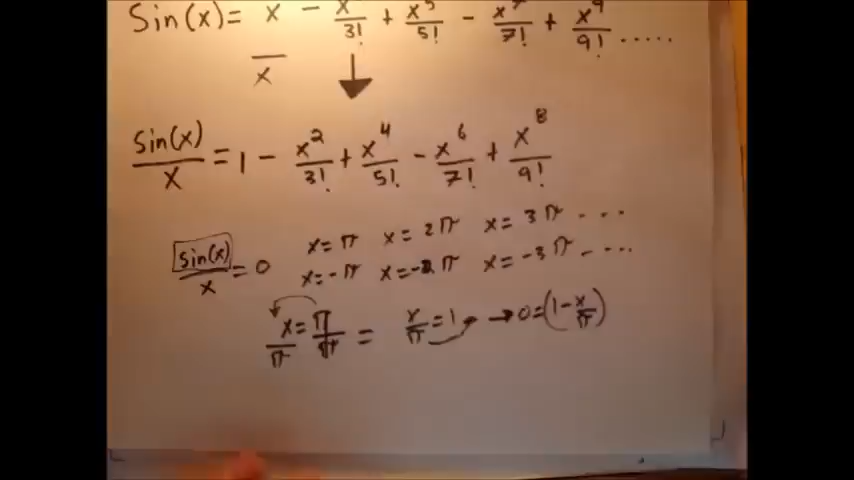 Sin(x) = x - x³/3! + x⁵/5! - x⁷/7! + x⁹/9! .....
x
sin(x)/x = 1 - x²/3! + x⁴/5! - x⁶/7! + x⁸/9!
sin(x)/x = 0 x=π x=2π x=3π ...
x=-π x=-2π x=-3π ....
x/π = π/π = x/π = 1 → 0=(1-x/π)